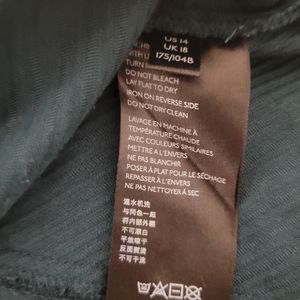 US 14
UK 18
175/104B
TURN
DO NOT BLEACH
LAY FLAT TO DRY
IRON ON REVERSE SIDE
DO NOT DRY CLEAN
LAVAGE EN MACHINE À
TEMPÉRATURE CHAUDE
AVEC COULEURS SIMILAIRES
METTRE A L'ENVERS
NE PAS BLANCHIR
POSER À PLAT POUR LE SÉCHAGE
REPASSER À L'ENVERS
NE PAS NETTOYER À SEC
温水机洗
与同色一起
将内部外翻
不可漂白
平放晾干
反面熨烫
不可干洗